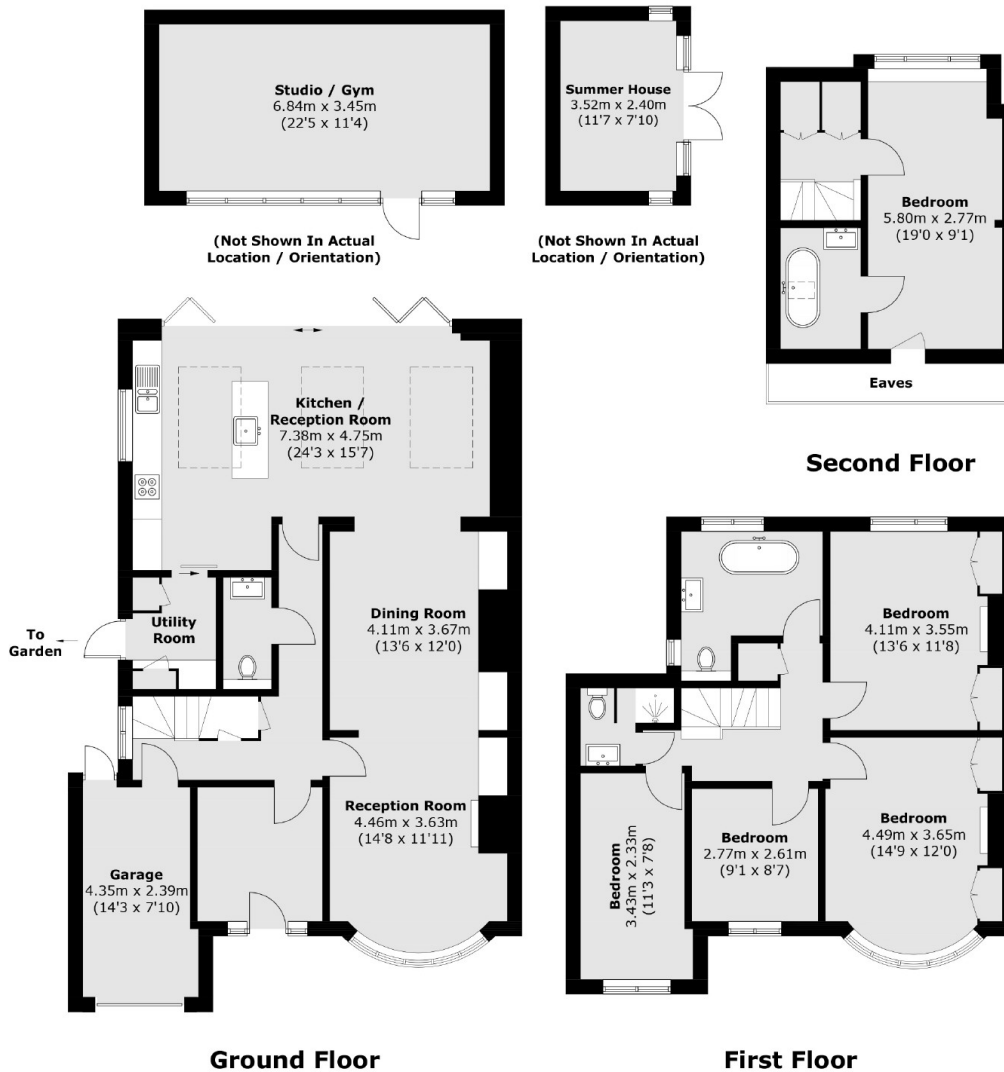 Studio / Gym
6.84m x 3.45m
(22'5 x 11'4)
(Not Shown In Actual
Location / Orientation)
Summer House
3.52m x 2.40m
(11'7 x 7'10)
(Not Shown In Actual
Location / Orientation)
Bedroom
5.80m x 2.77m
(19'0 x 9'1)
Eaves
Second Floor
Kitchen /
Reception Room
7.38m x 4.75m
(24'3 x 15'7)
To
Garden
Utility
Room
Dining Room
4.11m x 3.67m
(13'6 x 12'0)
Reception Room
4.46m x 3.63m
(14'8 x 11'11)
Garage
4.35m x 2.39m
(14'3 x 7'10)
Ground Floor
Bedroom
4.11m x 3.55m
(13'6 x 11'8)
Bedroom
4.49m x 3.65m
(14'9 x 12'0)
Bedroom
2.77m x 2.61m
(9'1 x 8'7)
Bedroom
3.43m x 2.33m
(11'3 x 7'8)
First Floor